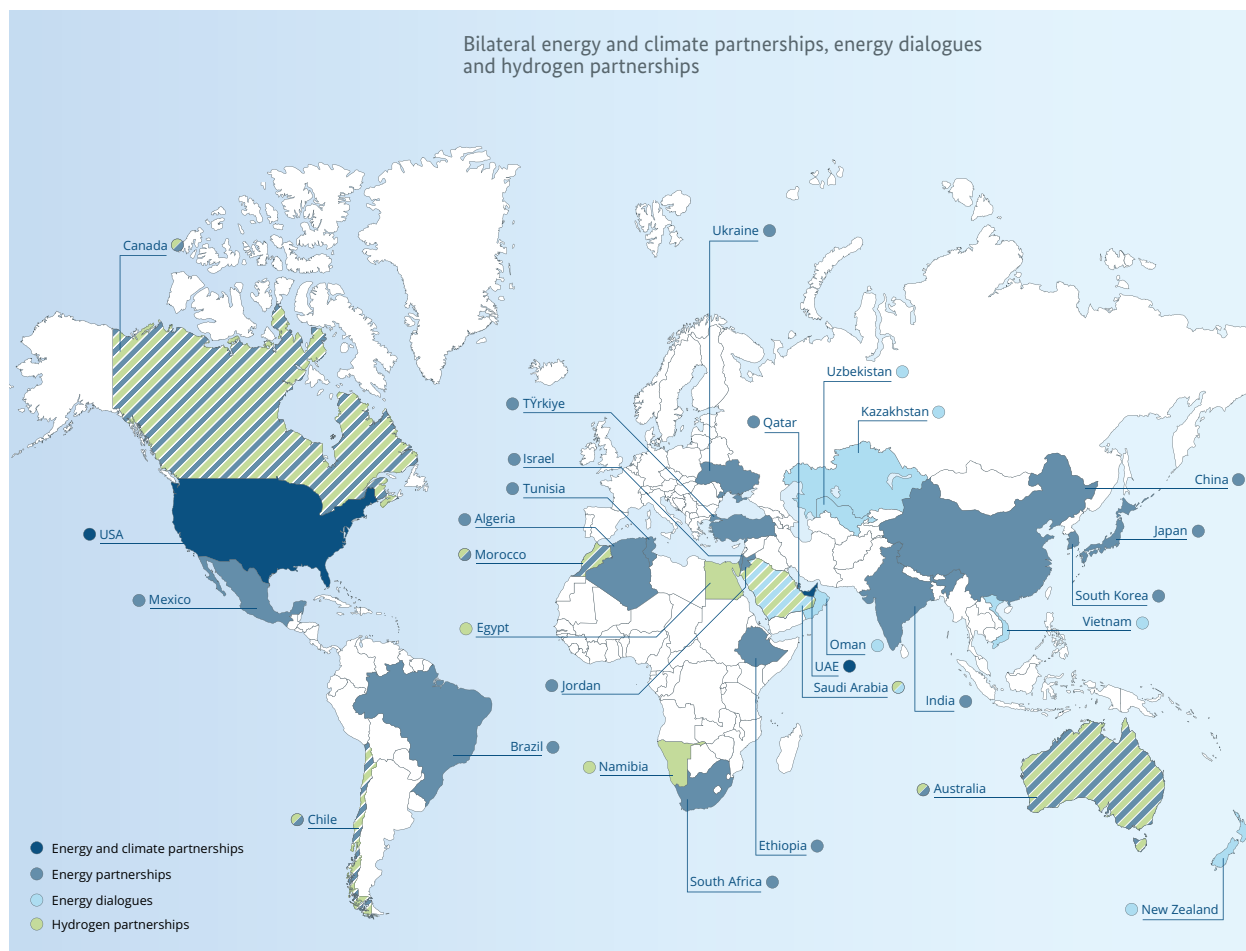 Bilateral energy and climate partnerships, energy dialogues
and hydrogen partnerships
Ukraine
Canada
Uzbekistan
TŸrkiye
Kazakhstan
Qatar
Israel
China
Tunisia
Algeria
Japan
USA
Morocco
South Korea
Mexico
Vietnam
Egypt
Oman
UAE
Jordan
Saudi Arabia
India
Brazil
Namibia
Australia
Chile
Ethiopia
South Africa
New Zealand
Energy and climate partnerships
Energy partnerships
Energy dialogues
Hydrogen partnerships